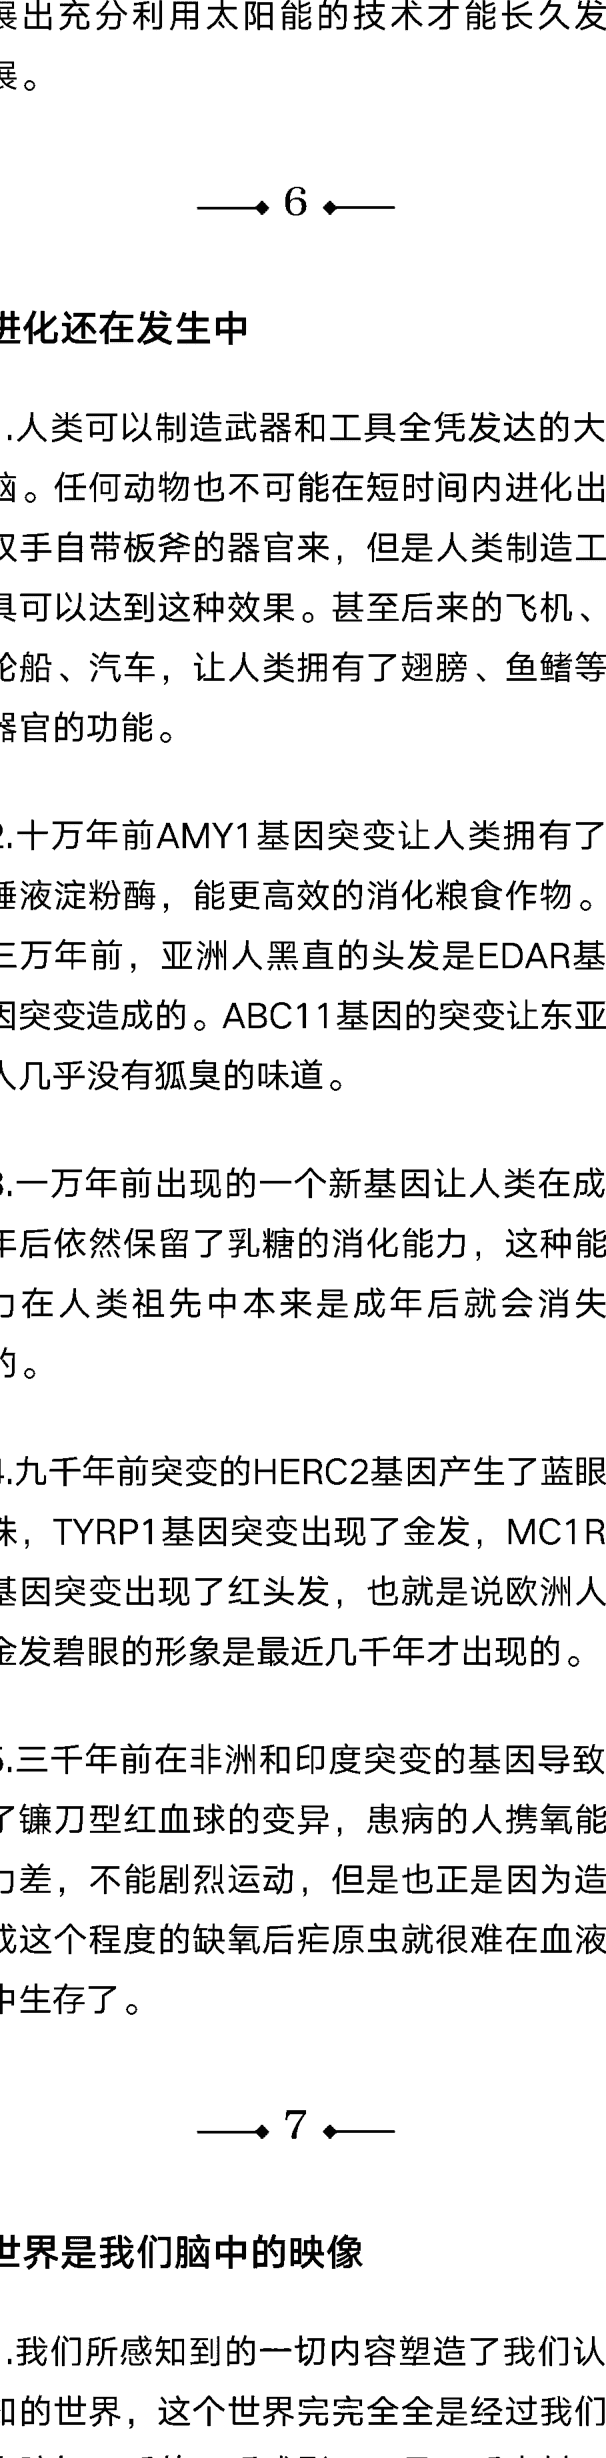 展出充分利用太阳能的技术才能长久发
展。
6
进化还在发生中
.人类可以制造武器和工具全凭发达的大
脑。任何动物也不可能在短时间内进化出
双手自带板斧的器官来，但是人类制造工
具可以达到这种效果。甚至后来的飞机、
轮船、汽车，让人类拥有了翅膀、鱼鳍等
器官的功能。
2.十万年前AMY1基因突变让人类拥有了
唾液淀粉酶，能更高效的消化粮食作物。
三万年前，亚洲人黑直的头发是EDAR基
因突变造成的。ABC11基因的突变让东亚
人几乎没有狐臭的味道。
3.一万年前出现的一个新基因让人类在成
年后依然保留了乳糖的消化能力，这种能
力在人类祖先中本来是成年后就会消失
的。
4.九千年前突变的HERC2基因产生了蓝眼
珠，TYRP1基因突变出现了金发，MC1R
基因突变出现了红头发，也就是说欧洲人
金发碧眼的形象是最近几千年才出现的。
5.三千年前在非洲和印度突变的基因导致
了镰刀型红血球的变异，患病的人携氧能
力差，不能剧烈运动，但是也正是因为造
成这个程度的缺氧后疟原虫就很难在血液
中生存了。
7
世界是我们脑中的映像
.我们所感知到的一切内容塑造了我们认
知的世界，这个世界完完全全是经过我们